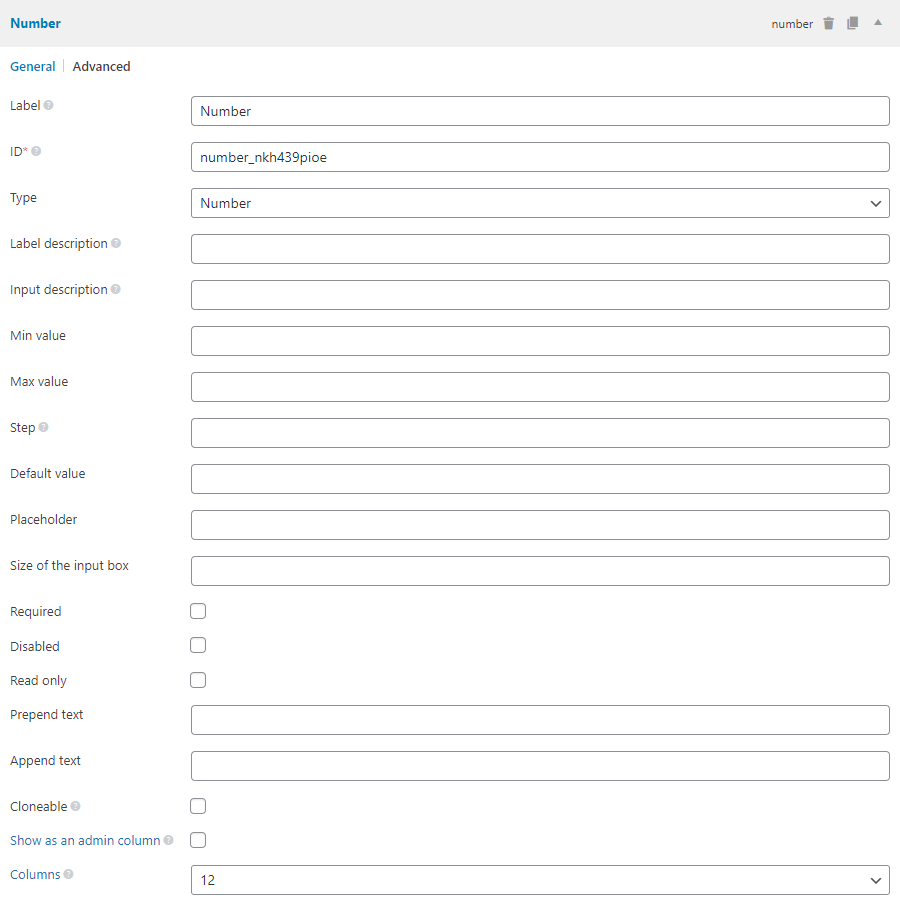 Number number
General Advanced
Label Number
ID* number_nkh439pioe
Type Number
Label description
Input description
Min value
Max value
Step
Default value
Placeholder
Size of the input box
Required
Disabled
Read only
Prepend text
Append text
Cloneable
Show as an admin column
Columns 12